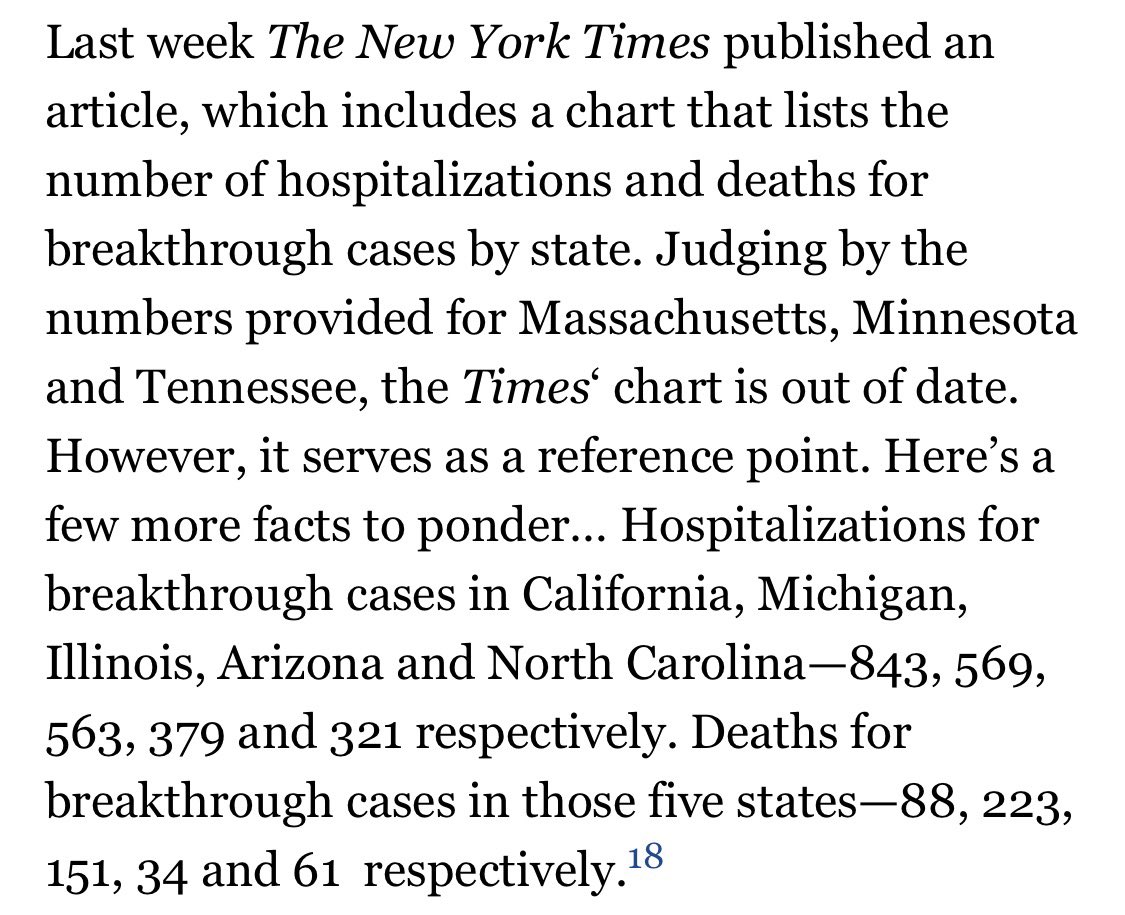 Last week The New York Times published an
article, which includes a chart that lists the
number of hospitalizations and deaths for
breakthrough cases by state. Judging by the
numbers provided for Massachusetts, Minnesota
and Tennessee, the Times‘ chart is out of date.
However, it serves as a reference point. Here’s a
few more facts to ponder… Hospitalizations for
breakthrough cases in California, Michigan,
Illinois, Arizona and North Carolina—843, 569,
563, 379 and 321 respectively. Deaths for
breakthrough cases in those five states—88, 223,
151, 34 and 61  respectively.18